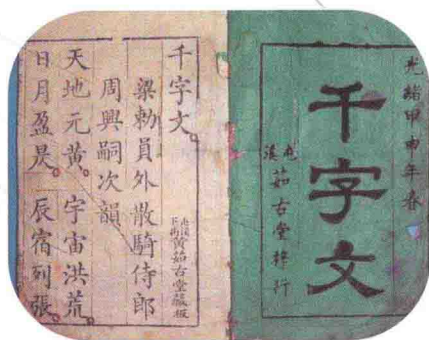 光緒甲申年春
千字文
茹古堂梓行
千字文。
黃茹古堂藏板
梁勅員外散騎侍郎
周興嗣次韻
天地元黃。宇宙洪荒。
日月盈昃。辰宿列張。